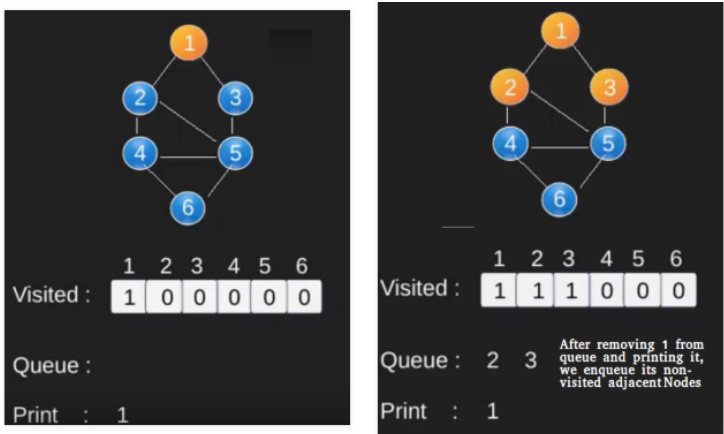 1
2 3
4 5
6
1 2 3 4 5 6
Visited : 1 0 0 0 0 0
Queue :
Print : 1
1
2 3
4 5
6
1 2 3 4 5 6
Visited : 1 1 1 0 0 0
Queue : 2 3
After removing 1 from
queue and printing it,
we enqueue its non-
visited adjacent Nodes
Print : 1